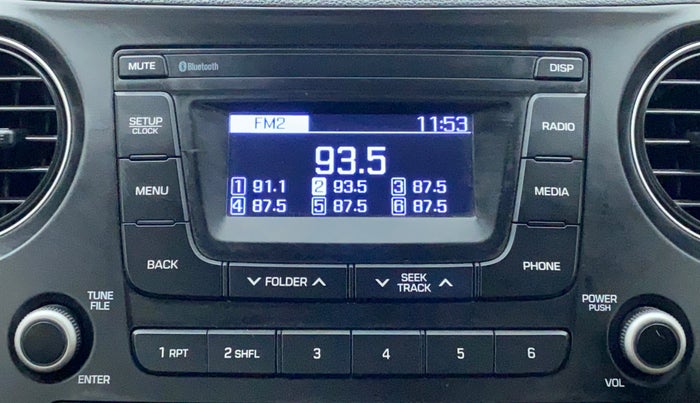 MUTE
Bluetooth
DISP
SETUP
CLOCK
FM2 11:53
RADIO
93.5
MENU
1 91.1 2 93.5 3 87.5
4 87.5 5 87.5 6 87.5
MEDIA
BACK
FOLDER
SEEK
TRACK
PHONE
TUNE
FILE
POWER
PUSH
1 RPT 2 SHFL 3 4 5 6
ENTER
VOL